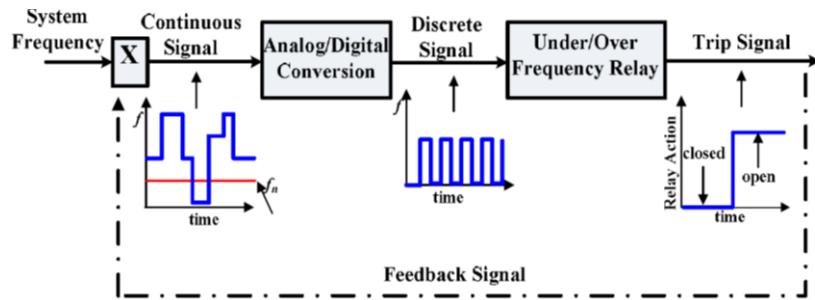 System
Frequency
X
Continuous
Signal
Analog/Digital
Conversion
Discrete
Signal
Under/Over
Frequency Relay
Trip Signal
f
fn
time
f
time
Relay Action
closed
open
time
Feedback Signal